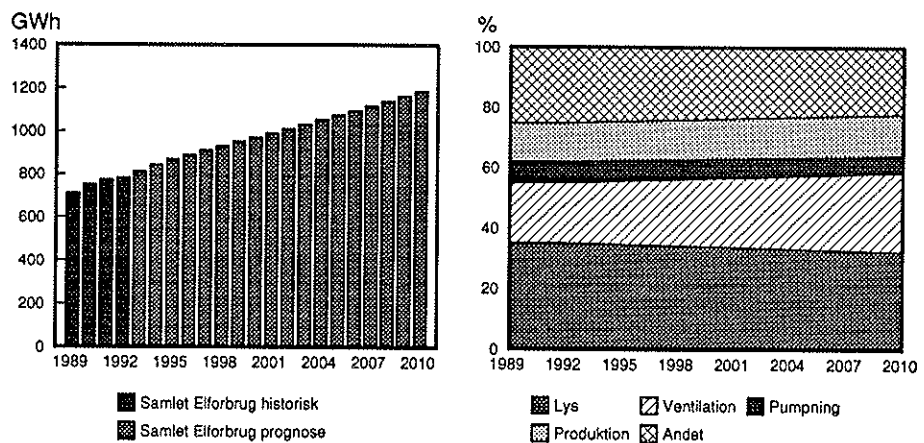 GWh
1400
1200
1000
800
600
400
200
0
1989 1992 1995 1998 2001 2004 2007 2010
Samlet Elforbrug historisk
Samlet Elforbrug prognose
%
100
80
60
40
20
0
1989 1992 1995 1998 2001 2004 2007 2010
Lys Ventilation Pumpning
Produktion Andet